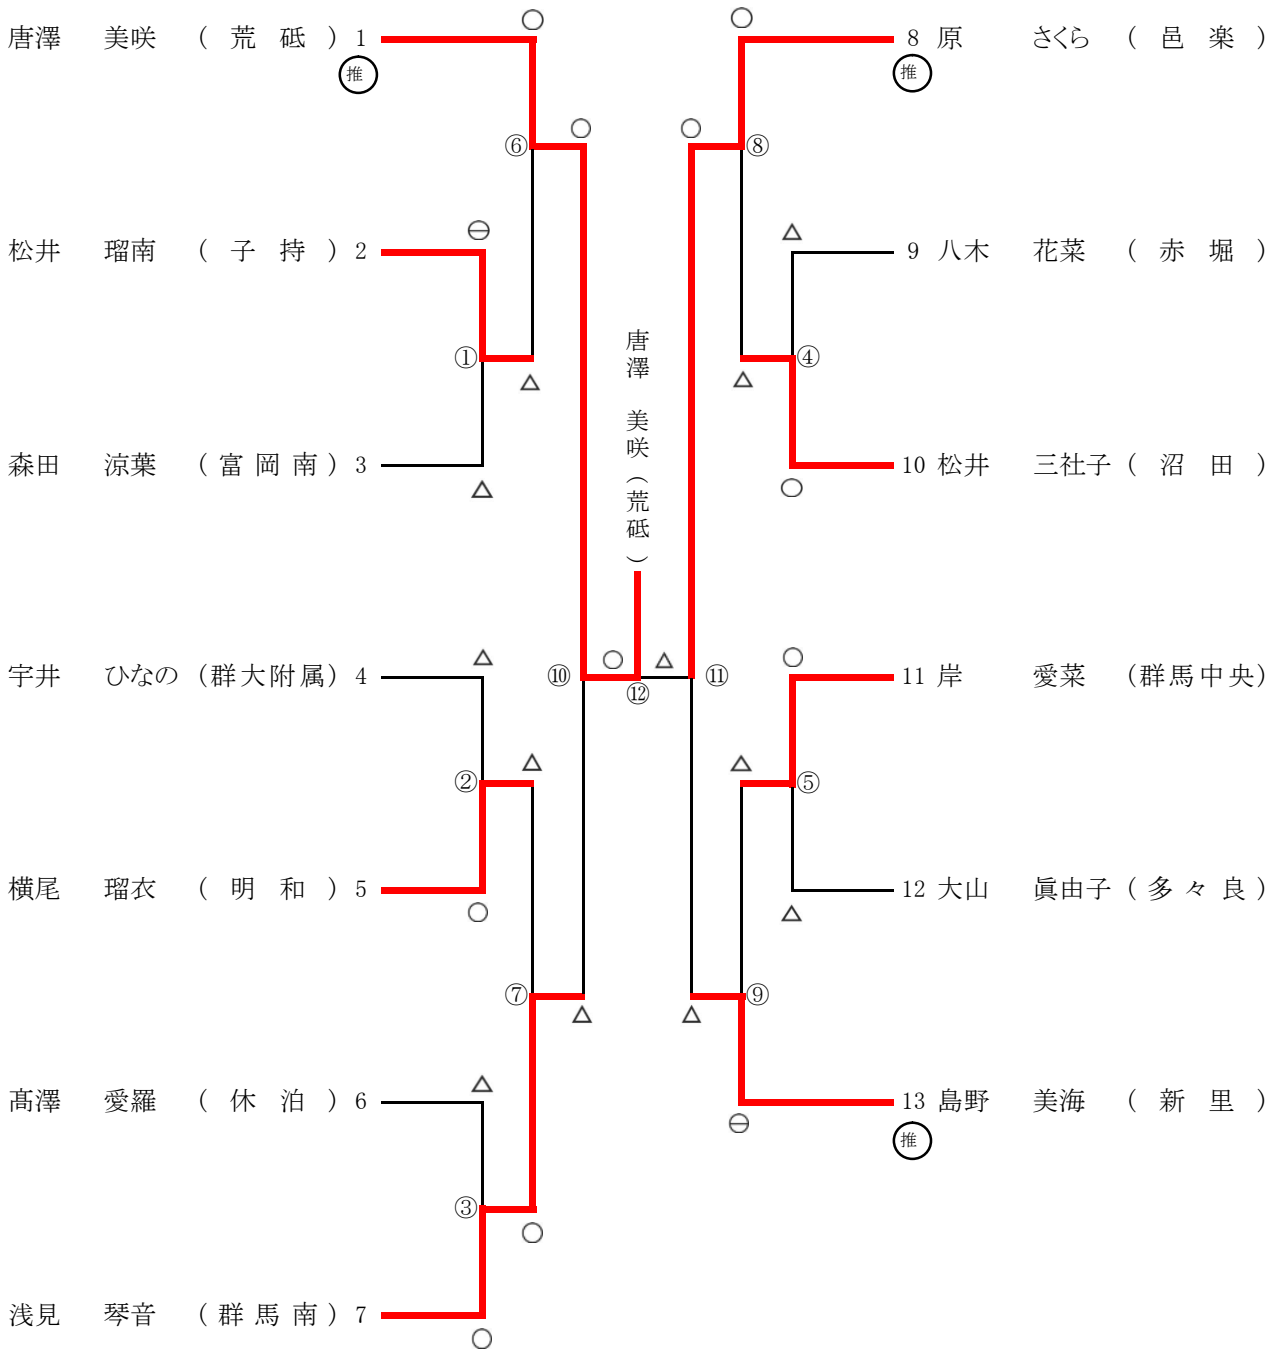 唐澤 美咲 ( 荒 砥 ) 1
推
松井 瑠南 ( 子 持 ) 2
森田 涼葉 ( 富 岡 南 ) 3
宇井 ひなの (群大附属) 4
横尾 瑠衣 ( 明 和 ) 5
髙澤 愛羅 ( 休 泊 ) 6
浅見 琴音 ( 群 馬 南 ) 7
⑥
①
②
⑦
③
⑩
唐澤 美咲(荒砥)
⑫
⑪
⑧
④
⑤
⑨
8 原 さくら ( 邑 楽 )
推
9 八木 花菜 ( 赤 堀 )
10 松井 三社子 ( 沼 田 )
11 岸 愛菜 (群馬中央)
12 大山 眞由子 ( 多 々 良 )
13 島野 美海 ( 新 里 )
推